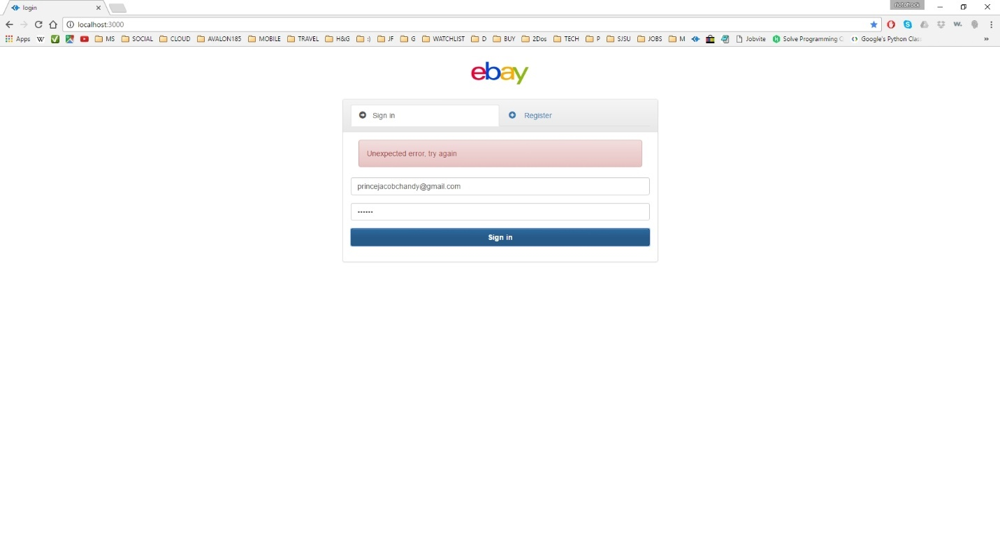 login
riotofrock
localhost:3000
Apps W MS SOCIAL CLOUD AVALON185 MOBILE TRAVEL H&G :) JF G WATCHLIST D BUY 2Dos TECH P SJSU JOBS M Jobvite Solve Programming C Google's Python Clas »
ebay
Sign in Register
Unexpected error, try again
princejacobchandy@gmail.com
••••••
Sign in